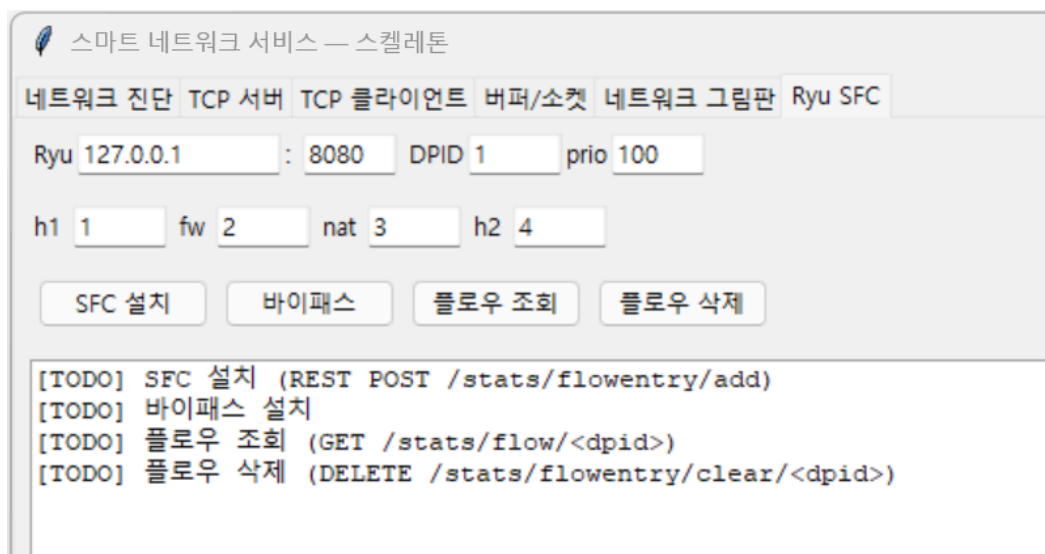 스마트 네트워크 서비스 — 스켈레톤
네트워크 진단 TCP 서버 TCP 클라이언트 버퍼/소켓 네트워크 그림판 Ryu SFC
Ryu 127.0.0.1 : 8080 DPID 1 prio 100
h1 1 fw 2 nat 3 h2 4
SFC 설치 바이패스 플로우 조회 플로우 삭제
[TODO] SFC 설치 (REST POST /stats/flowentry/add)
[TODO] 바이패스 설치
[TODO] 플로우 조회 (GET /stats/flow/<dpid>)
[TODO] 플로우 삭제 (DELETE /stats/flowentry/clear/<dpid>)